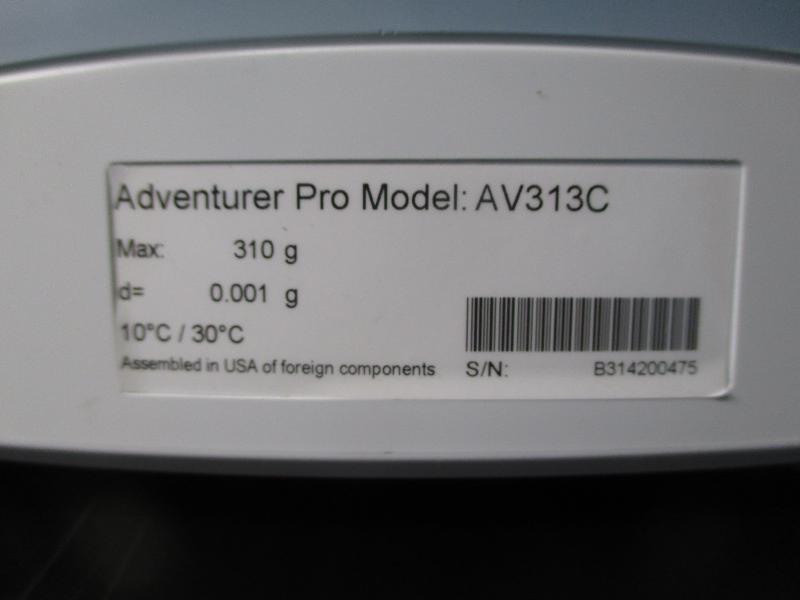 Adventurer Pro Model: AV313C
Max: 310 g
d= 0.001 g
10°C / 30°C
Assembled in USA of foreign components
S/N: B314200475